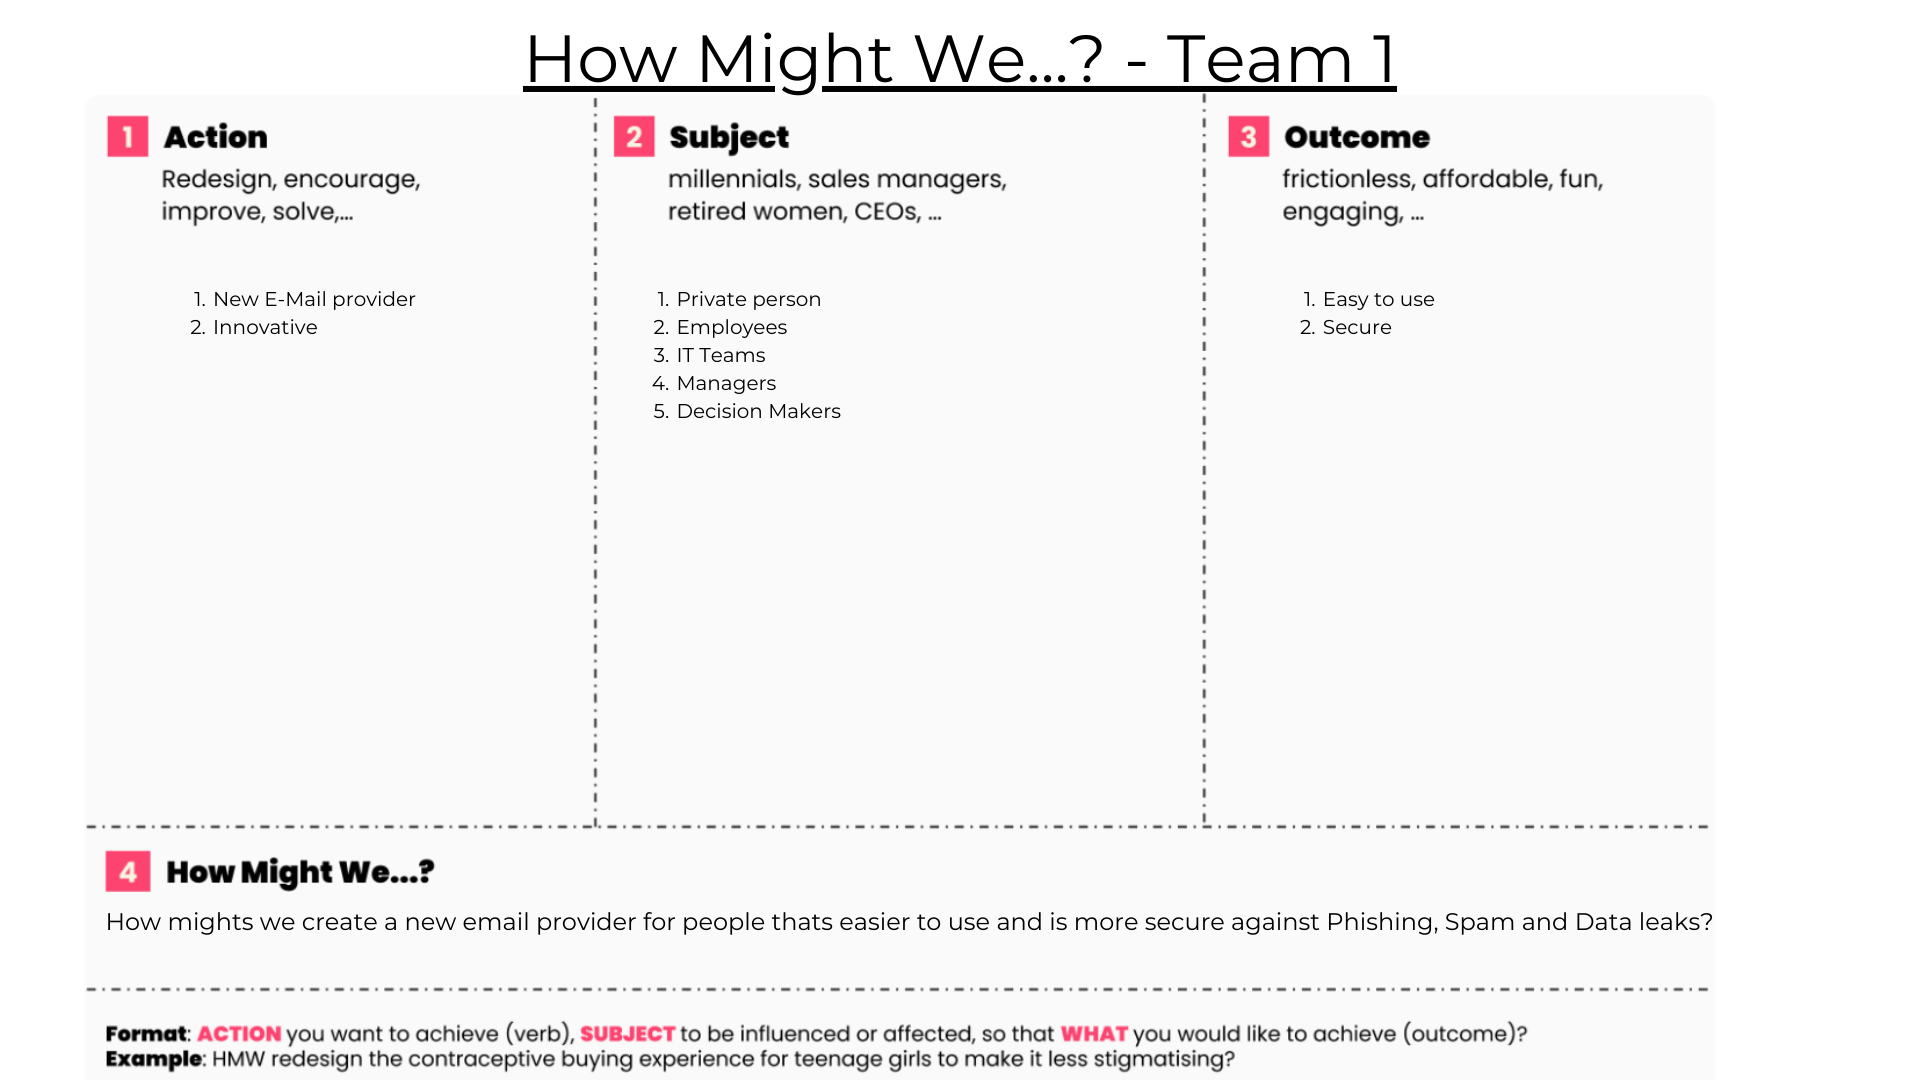 How Might We...? - Team 1
1 Action
Redesign, encourage,
improve, solve,...
1. New E-Mail provider
2. Innovative
2 Subject
millennials, sales managers,
retired women, CEOs, ...
1. Private person
2. Employees
3. IT Teams
4. Managers
5. Decision Makers
3 Outcome
frictionless, affordable, fun,
engaging, ...
1. Easy to use
2. Secure
4 How Might We...?
How mights we create a new email provider for people thats easier to use and is more secure against Phishing, Spam and Data leaks?
Format: ACTION you want to achieve (verb), SUBJECT to be influenced or affected, so that WHAT you would like to achieve (outcome)?
Example: HMW redesign the contraceptive buying experience for teenage girls to make it less stigmatising?